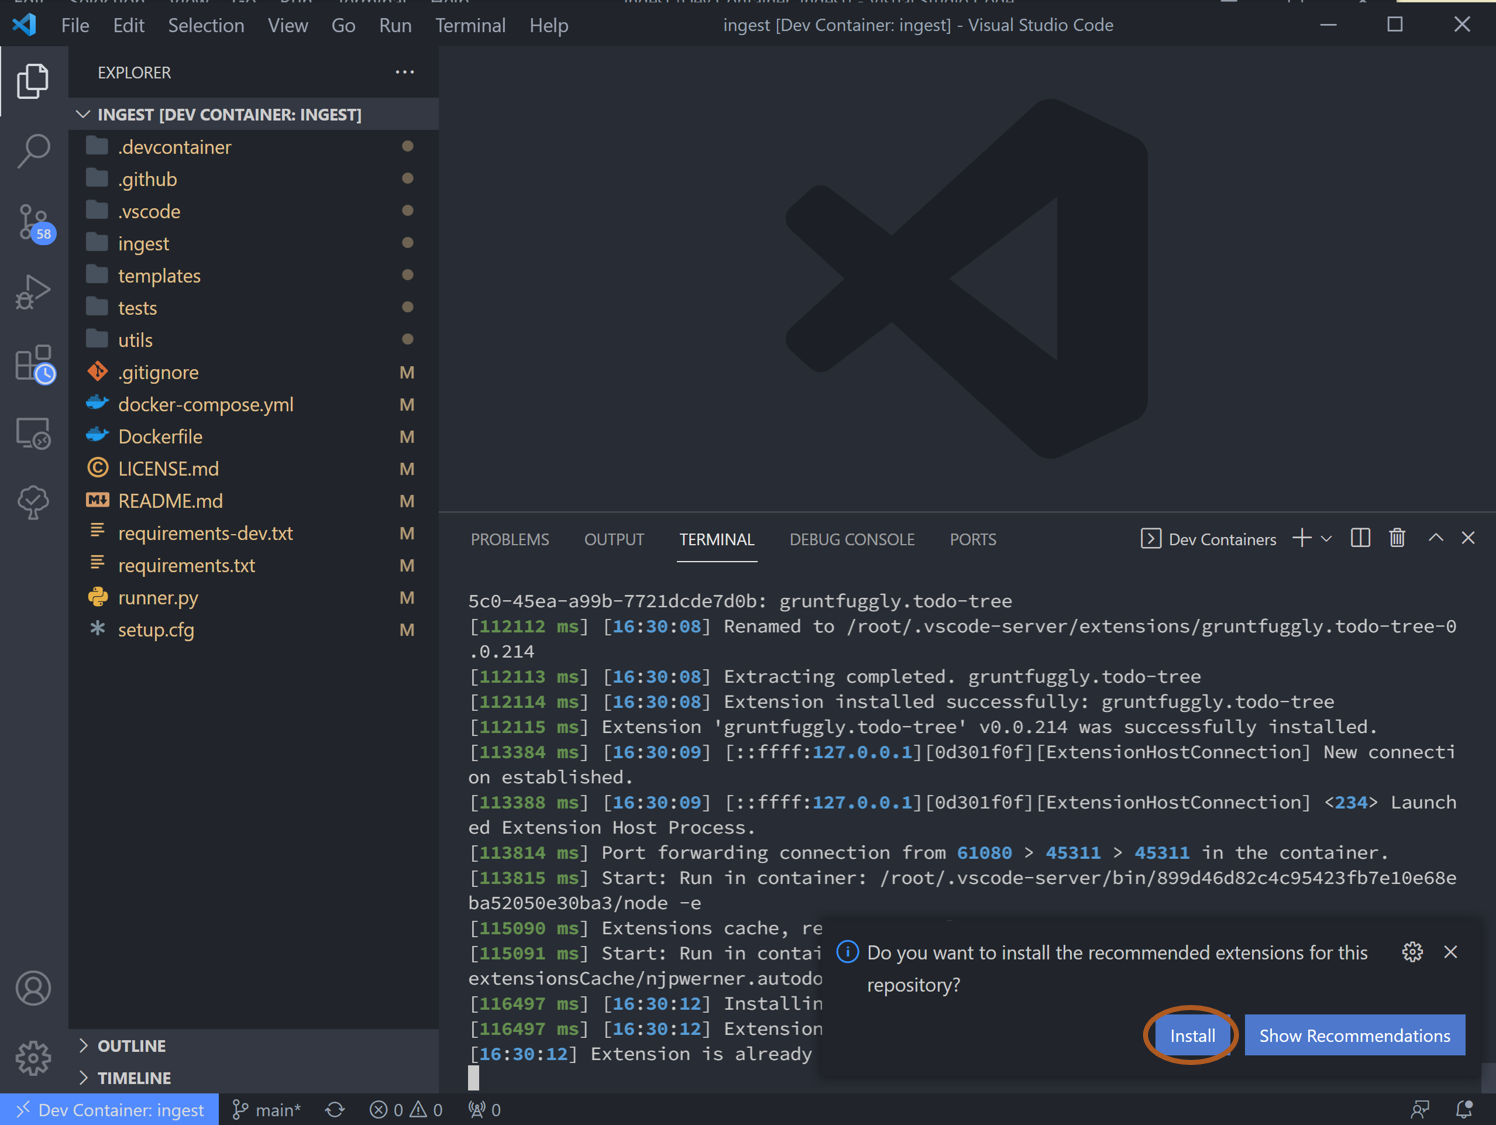 File Edit Selection View Go Run Terminal Help
ingest [Dev Container: ingest] - Visual Studio Code
EXPLORER
INGEST [DEV CONTAINER: INGEST]
.devcontainer
.github
.vscode
ingest
templates
tests
utils
.gitignore M
docker-compose.yml M
Dockerfile M
LICENSE.md M
README.md M
requirements-dev.txt M
requirements.txt M
runner.py M
setup.cfg M
58
OUTLINE
TIMELINE
PROBLEMS OUTPUT TERMINAL DEBUG CONSOLE PORTS Dev Containers
5c0-45ea-a99b-7721dcde7d0b: gruntfuggly.todo-tree
[112112 ms] [16:30:08] Renamed to /root/.vscode-server/extensions/gruntfuggly.todo-tree-0
.0.214
[112113 ms] [16:30:08] Extracting completed. gruntfuggly.todo-tree
[112114 ms] [16:30:08] Extension installed successfully: gruntfuggly.todo-tree
[112115 ms] Extension 'gruntfuggly.todo-tree' v0.0.214 was successfully installed.
[113384 ms] [16:30:09] [::ffff:127.0.0.1][0d301f0f][ExtensionHostConnection] New connecti
on established.
[113388 ms] [16:30:09] [::ffff:127.0.0.1][0d301f0f][ExtensionHostConnection] <234> Launch
ed Extension Host Process.
[113814 ms] Port forwarding connection from 61080 > 45311 > 45311 in the container.
[113815 ms] Start: Run in container: /root/.vscode-server/bin/899d46d82c4c95423fb7e10e68e
ba52050e30ba3/node -e
[115090 ms] Extensions cache, re
[115091 ms] Start: Run in contai
extensionsCache/njpwerner.autodo
[116497 ms] [16:30:12] Installin
[116497 ms] [16:30:12] Extension
[16:30:12] Extension is already
Do you want to install the recommended extensions for this
repository?
Install
Show Recommendations
Dev Container: ingest main* 0 0 0